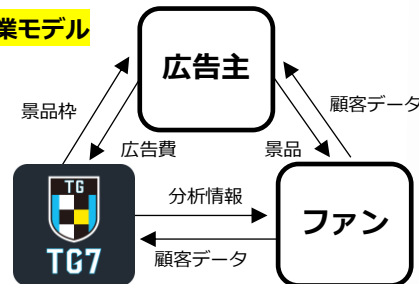 業モデル
広告主
景品枠
顧客データ
広告費
景品
TG
TG7
分析情報
ファン
顧客データ